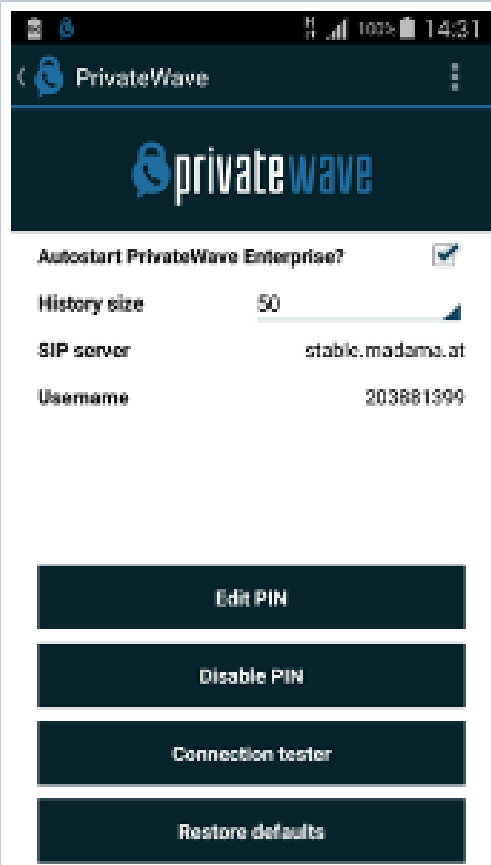 100% 14:31
PrivateWave
privatewave
Autostart PrivateWave Enterprise?
History size 50
SIP server stable.madama.at
Username 203881399
Edit PIN
Disable PIN
Connection tester
Restore defaults